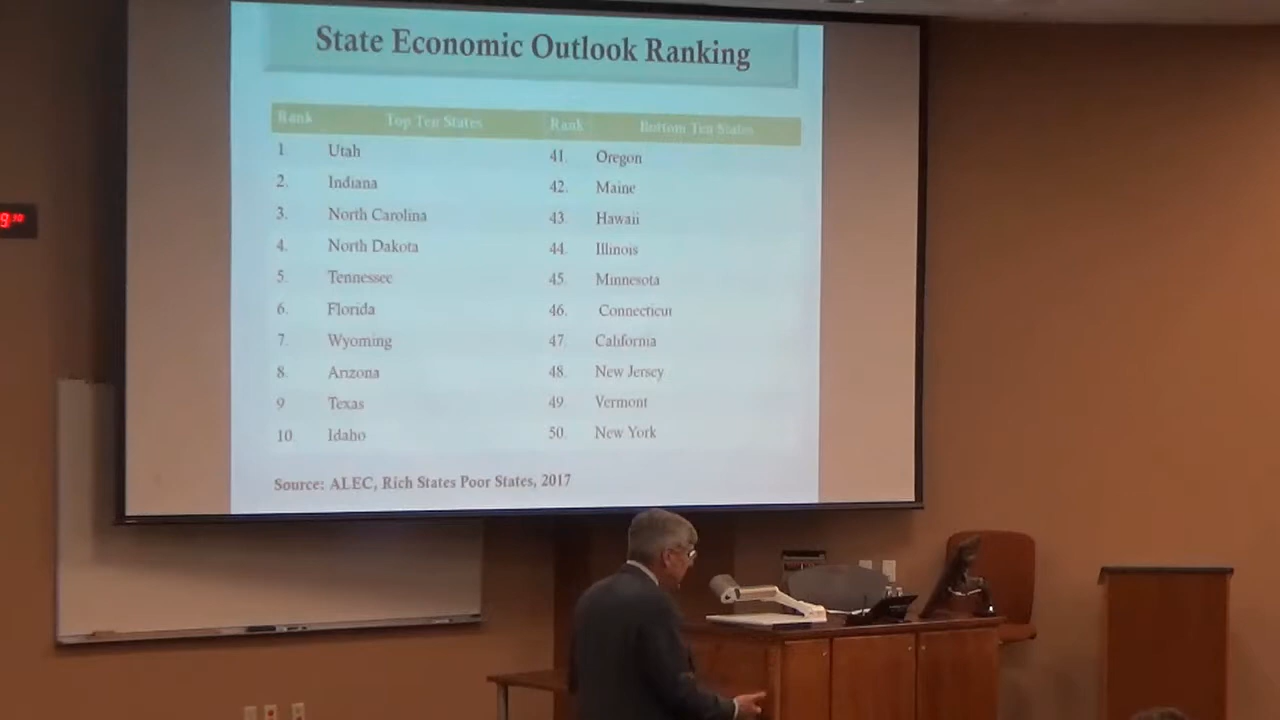 State Economic Outlook Ranking
Rank Top Ten States Rank Bottom Ten States
1 Utah 41. Oregon
2. Indiana 42. Maine
3. North Carolina 43. Hawaii
4. North Dakota 44. Illinois
5. Tennessee 45. Minnesota
6. Florida 46. Connecticut
7. Wyoming 47. California
8. Arizona 48. New Jersey
9 Texas 49. Vermont
10. Idaho 50. New York
Source: ALEC, Rich States Poor States, 2017